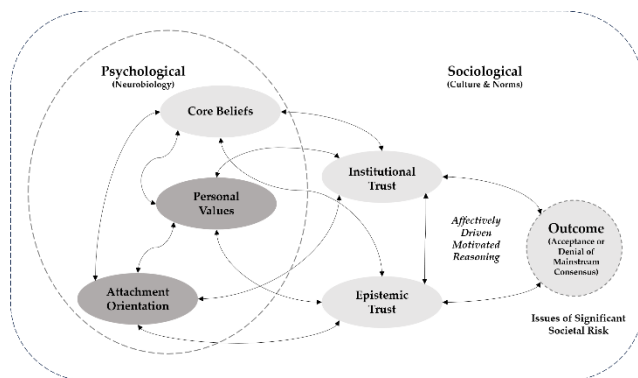 Psychological
(Neurobiology)
Sociological
(Culture & Norms)
Core Beliefs
Institutional
Trust
Personal
Values
Affectively
Driven
Motivated
Reasoning
Outcome
(Acceptance or
Denial of
Mainstream
Consensus)
Attachment
Orientation
Epistemic
Trust
Issues of Significant
Societal Risk